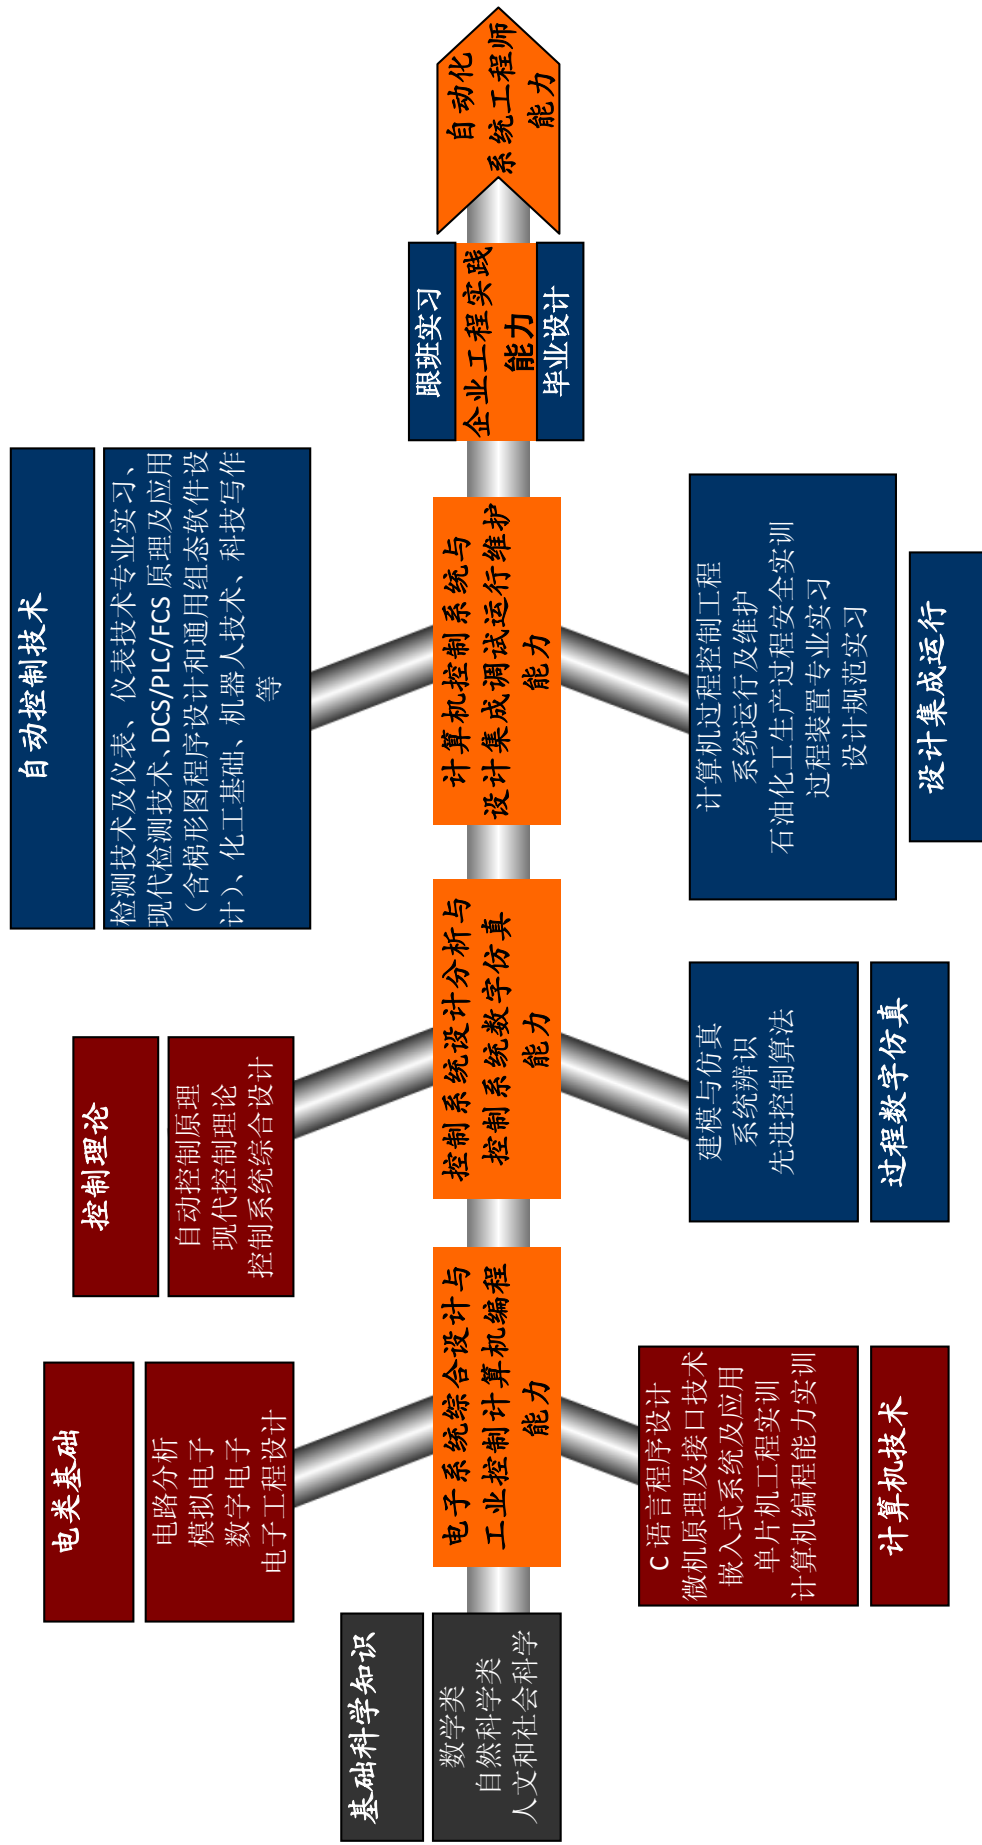 基础科学知识
数学类
自然科学类
人文和社会科学
电类基础
电路分析
模拟电子
数字电子
电子工程设计
电子系统综合设计与
工业控制计算机编程
能力
C 语言程序设计
微机原理及接口技术
嵌入式系统及应用
单片机工程实训
计算机编程能力实训
计算机技术
控制理论
自动控制原理
现代控制理论
控制系统综合设计
控制系统设计分析与
控制系统数字仿真
能力
建模与仿真
系统辨识
先进控制算法
过程数字仿真
自动控制技术
检测技术及仪表、仪表技术专业实习、
现代检测技术、DCS/PLC/FCS 原理及应用
（含梯形图程序设计和通用组态软件设
计）、化工基础、机器人技术、科技写作
等
计算机控制系统与
设计集成调试运行维护
能力
计算机过程控制工程
系统运行及维护
石油化工生产过程安全实训
过程装置专业实习
设计规范实习
设计集成运行
跟班实习
企业工程实践
能力
毕业设计
自动化
系统工程师
能力